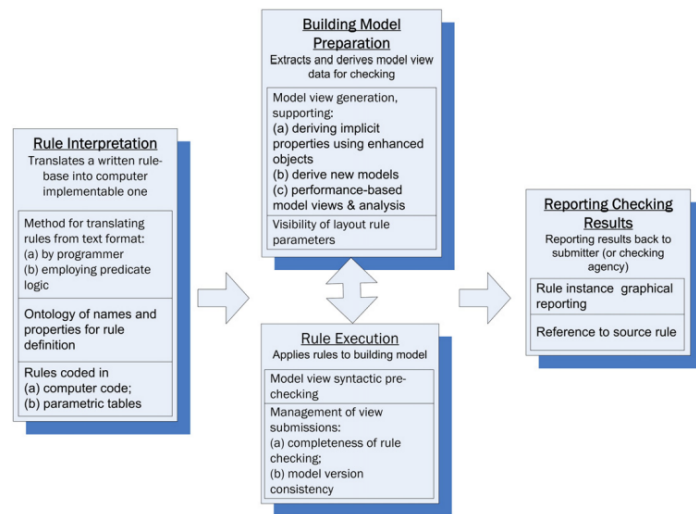 Rule Interpretation
Translates a written rule-
base into computer
implementable one
Method for translating
rules from text format:
(a) by programmer
(b) employing predicate
logic
Ontology of names and
properties for rule
definition
Rules coded in
(a) computer code;
(b) parametric tables
Building Model
Preparation
Extracts and derives model view
data for checking
Model view generation,
supporting:
(a) deriving implicit
properties using enhanced
objects
(b) derive new models
(c) performance-based
model views & analysis
Visibility of layout rule
parameters
Rule Execution
Applies rules to building model
Model view syntactic pre-
checking
Management of view
submissions:
(a) completeness of rule
checking;
(b) model version
consistency
Reporting Checking
Results
Reporting results back to
submitter (or checking
agency)
Rule instance graphical
reporting
Reference to source rule